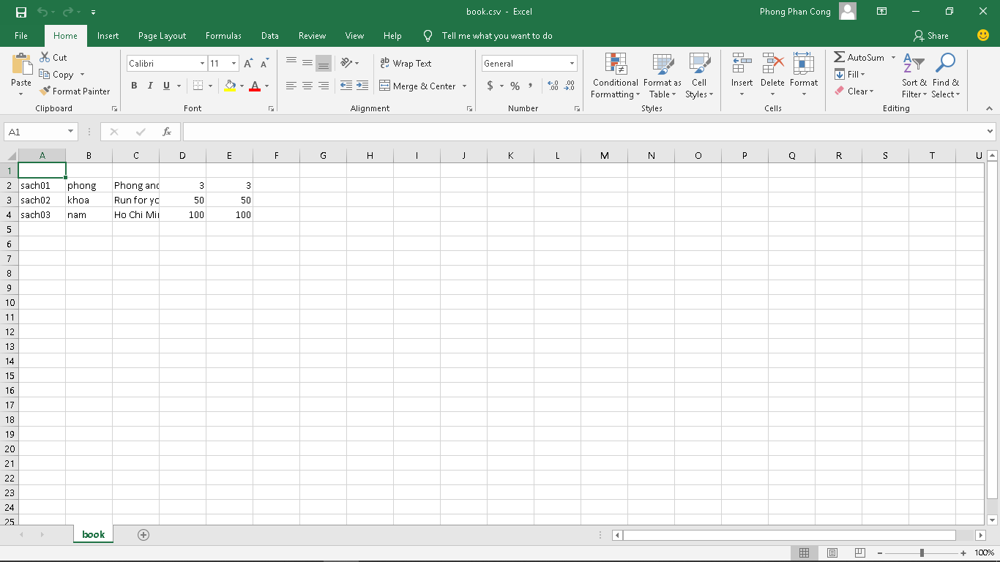 book.csv - Excel
Phong Phan Cong
File Home Insert Page Layout Formulas Data Review View Help Tell me what you want to do Share
Paste
Cut
Copy
Format Painter
Clipboard
Calibri 11
B I U
Font
Wrap Text
Merge & Center
Alignment
General
$ % ,
Number
Conditional Formatting
Format as Table
Cell Styles
Styles
Insert Delete Format
Cells
AutoSum
Fill
Clear
Sort & Filter
Find & Select
Editing
A1 fx
A B C D E F G H I J K L M N O P Q R S T U
1
2 sach01 phong Phong and 3 3
3 sach02 khoa Run for yo 50 50
4 sach03 nam Ho Chi Min 100 100
5
6
7
8
9
10
11
12
13
14
15
16
17
18
19
20
21
22
23
24
25
book
100%